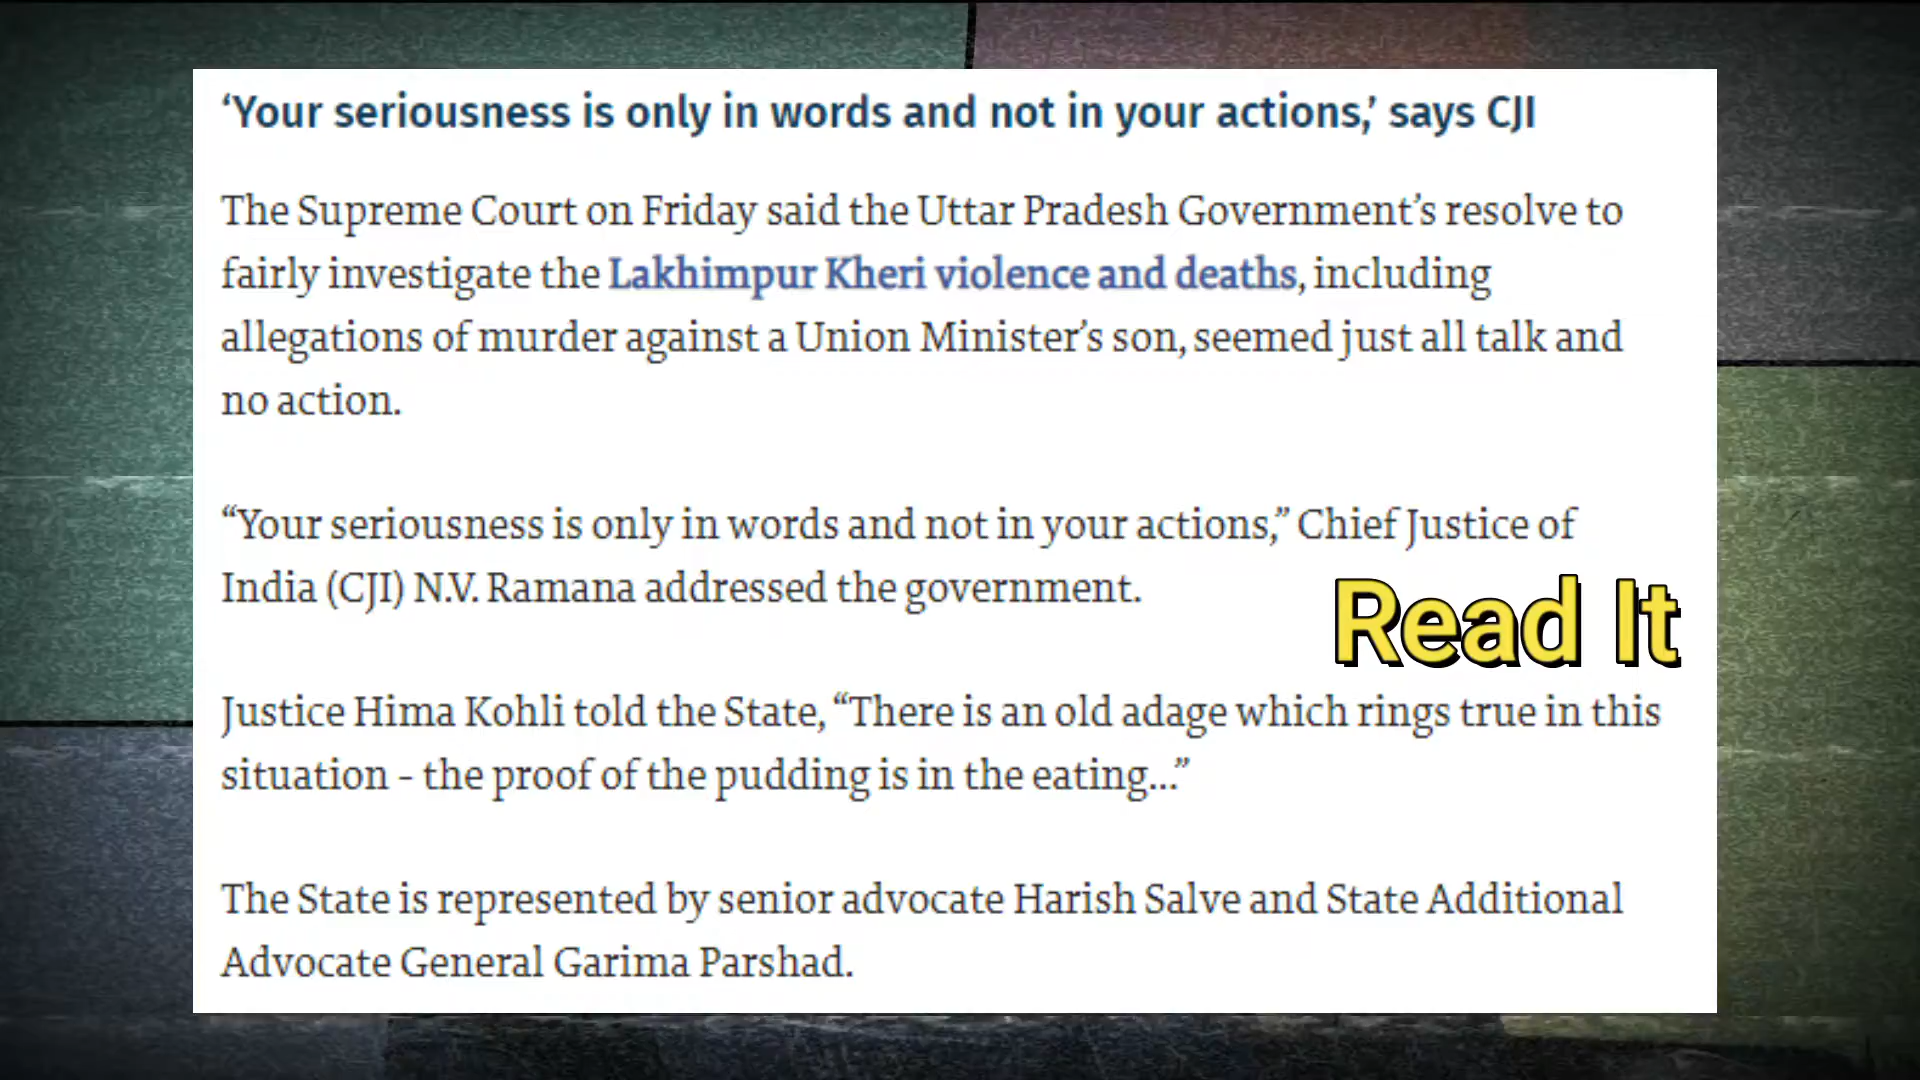 ‘Your seriousness is only in words and not in your actions,’ says CJI
The Supreme Court on Friday said the Uttar Pradesh Government’s resolve to
fairly investigate the Lakhimpur Kheri violence and deaths, including
allegations of murder against a Union Minister’s son, seemed just all talk and
no action.
“Your seriousness is only in words and not in your actions,” Chief Justice of
India (CJI) N.V. Ramana addressed the government.
Read It
Justice Hima Kohli told the State, “There is an old adage which rings true in this
situation - the proof of the pudding is in the eating...”
The State is represented by senior advocate Harish Salve and State Additional
Advocate General Garima Parshad.